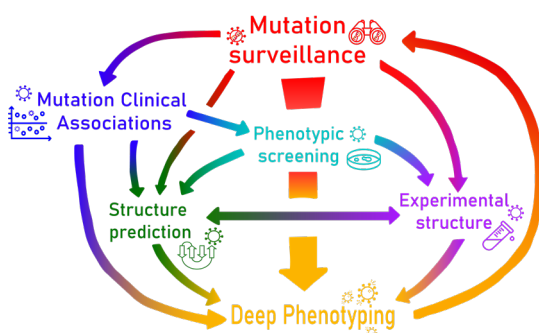 Mutation
surveillance
Mutation Clinical
Associations
Phenotypic
screening
Structure
prediction
Experimental
structure
Deep Phenotyping